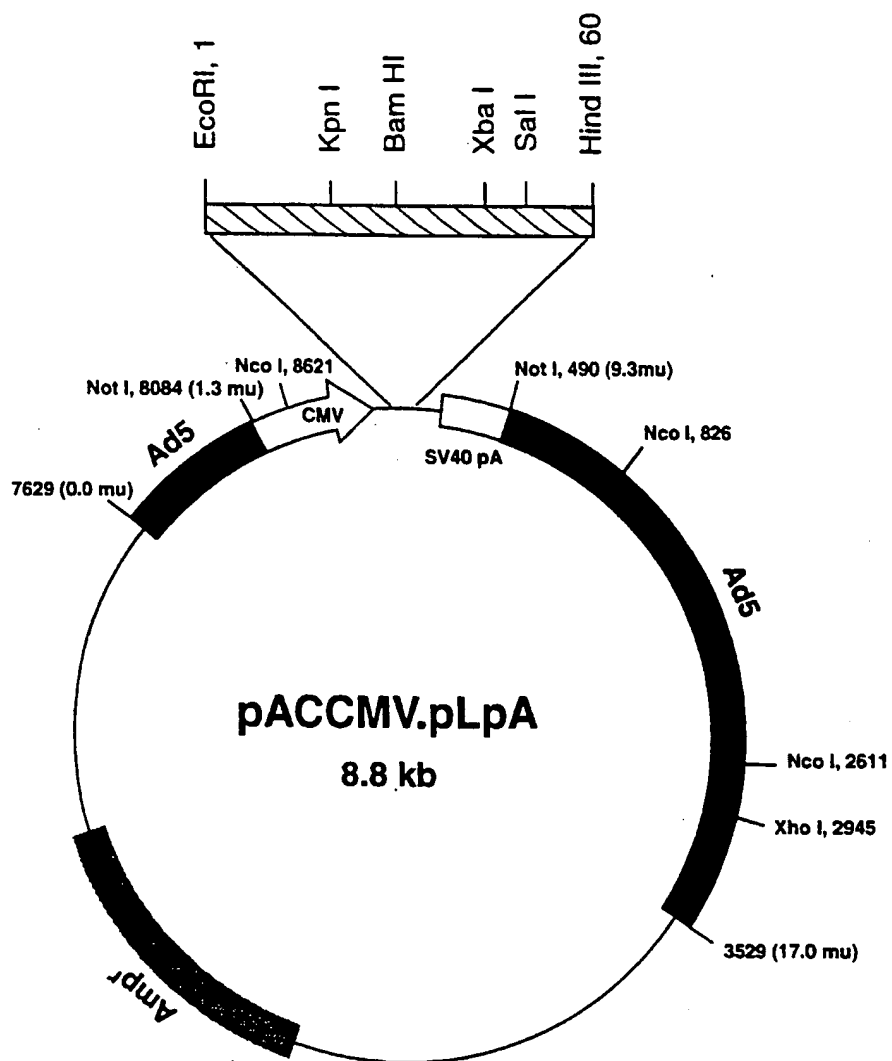 EcoRI, 1
Kpn I
Bam HI
Xba I
Sal I
Hind III, 60
Nco I, 8621
Not I, 8084 (1.3 mu)
Not I, 490 (9.3mu)
CMV
Ad5
SV40 pA
Nco I, 826
7629 (0.0 mu)
Ad5
pACCMV.pLpA
8.8 kb
Nco I, 2611
Xho I, 2945
3529 (17.0 mu)
Ampr